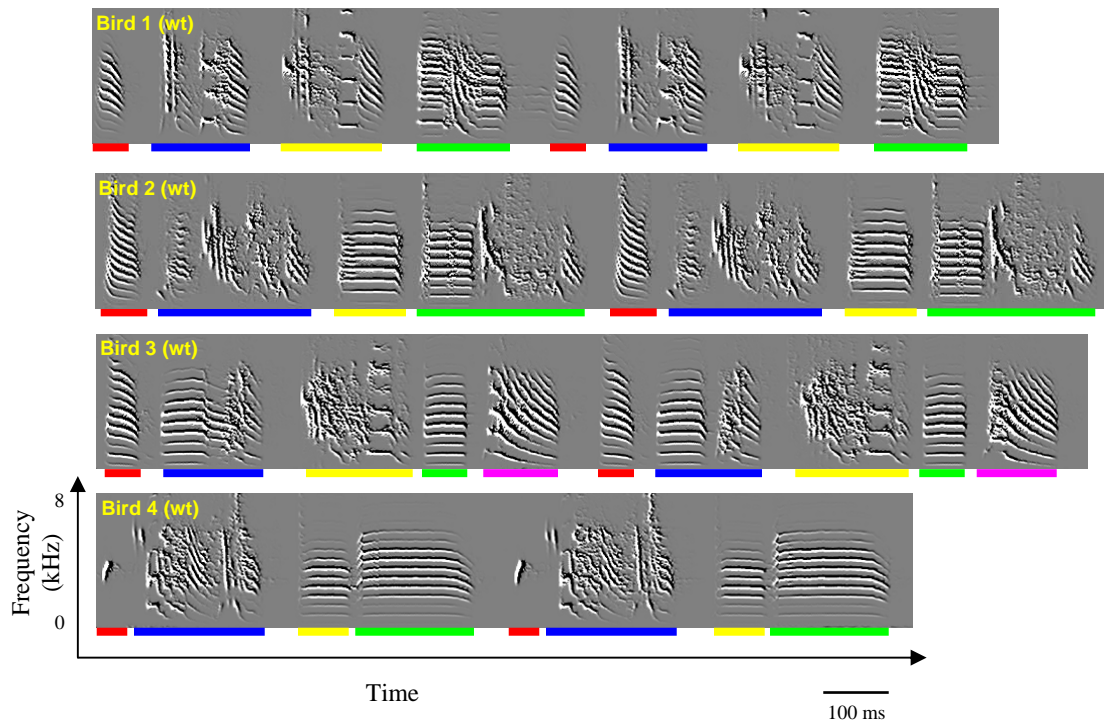 Bird 1 (wt)
Bird 2 (wt)
Bird 3 (wt)
8
Bird 4 (wt)
Frequency
(kHz)
0
Time
100 ms